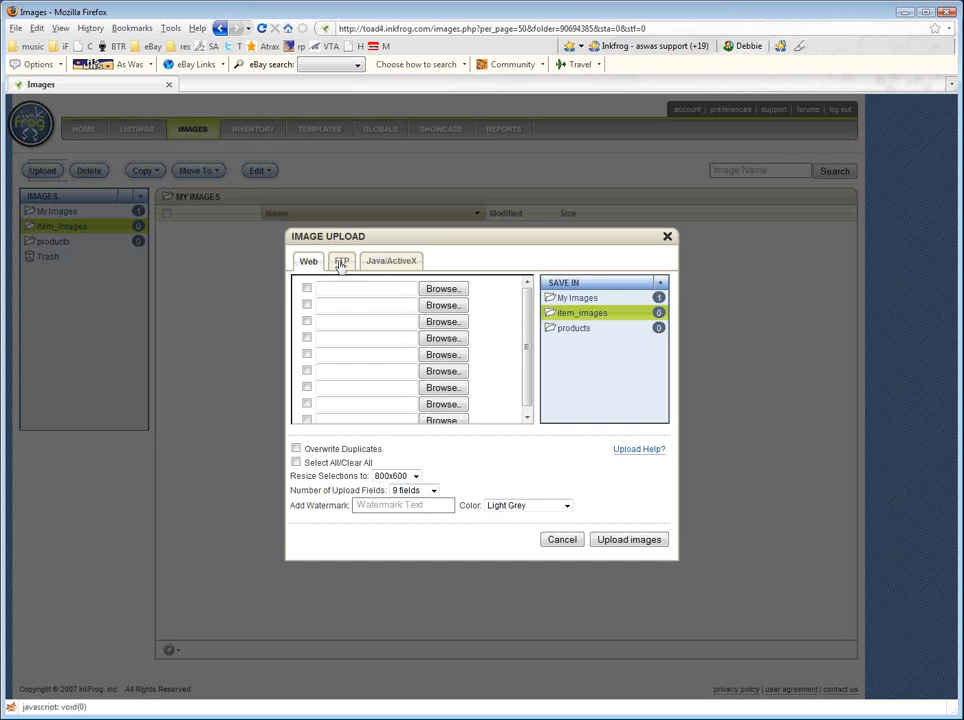 Images - Mozilla Firefox
File Edit View History Bookmarks Tools Help
http://toad4.inkfrog.com/images.php?per_page=50&folder=90694385&sta=0&stf=0
music iF C BTR eBay res SA T Atrax VTA H M
Inkfrog - aswas support (+19) Debbie
Options As Was eBay Links eBay search: Choose how to search Community Travel
Images
ink frog
account preferences support forums log out
HOME LISTINGS IMAGES INVENTORY TEMPLATES GLOBALS SHOWCASE REPORTS
Upload Delete Copy Move To Edit Image Name Search
IMAGES - +
My Images 1
item_images 0
products 0
Trash
MY IMAGES
Name Modified Size
IMAGE UPLOAD
Web FTP Java/ActiveX
Browse..
Browse..
Browse..
Browse..
Browse..
Browse..
Browse..
Browse..
Browse
SAVE IN +
My Images 1
item_images 0
products 0
Overwrite Duplicates Upload Help?
Select All/Clear All
Resize Selections to: 800x600
Number of Upload Fields: 9 fields
Add Watermark: Watermark Text Color: Light Grey
Cancel Upload images
Copyright © 2007 InkFrog, Inc. All Rights Reserved
privacy policy | user agreement | contact us
javascript: void(0)